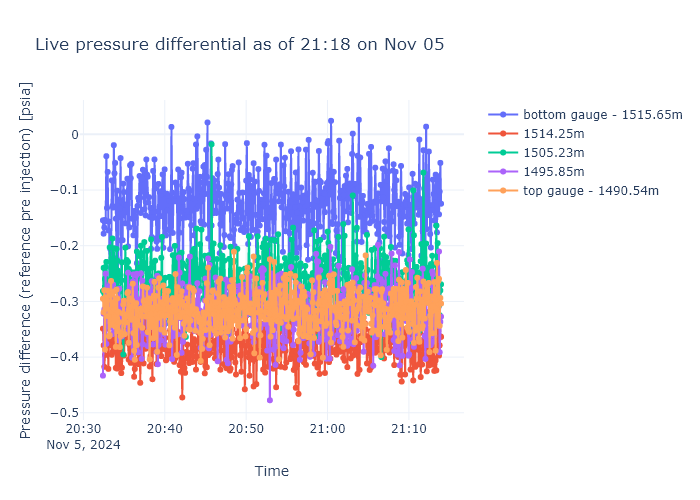 Live pressure differential as of 21:18 on Nov 05
Pressure difference (reference pre injection) [psia]
0
−0.1
−0.2
−0.3
−0.4
−0.5
20:30
Nov 5, 2024
20:40
20:50
21:00
21:10
Time
bottom gauge - 1515.65m
1514.25m
1505.23m
1495.85m
top gauge - 1490.54m